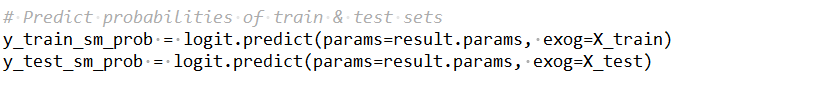 # Predict probabilities of train & test sets
y_train_sm_prob = logit.predict(params=result.params, exog=X_train)
y_test_sm_prob = logit.predict(params=result.params, exog=X_test)